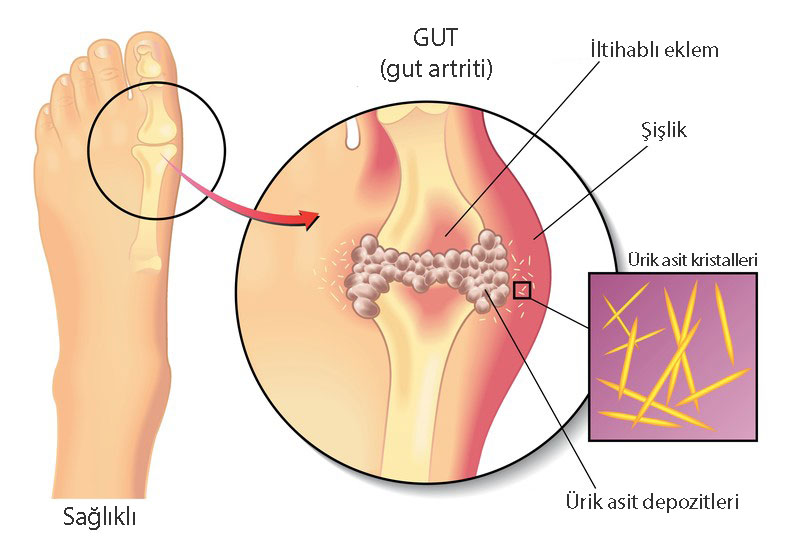 GUT
(gut artriti)
İltihablı eklem
Şişlik
Ürik asit kristalleri
Ürik asit depozitleri
Sağlıklı